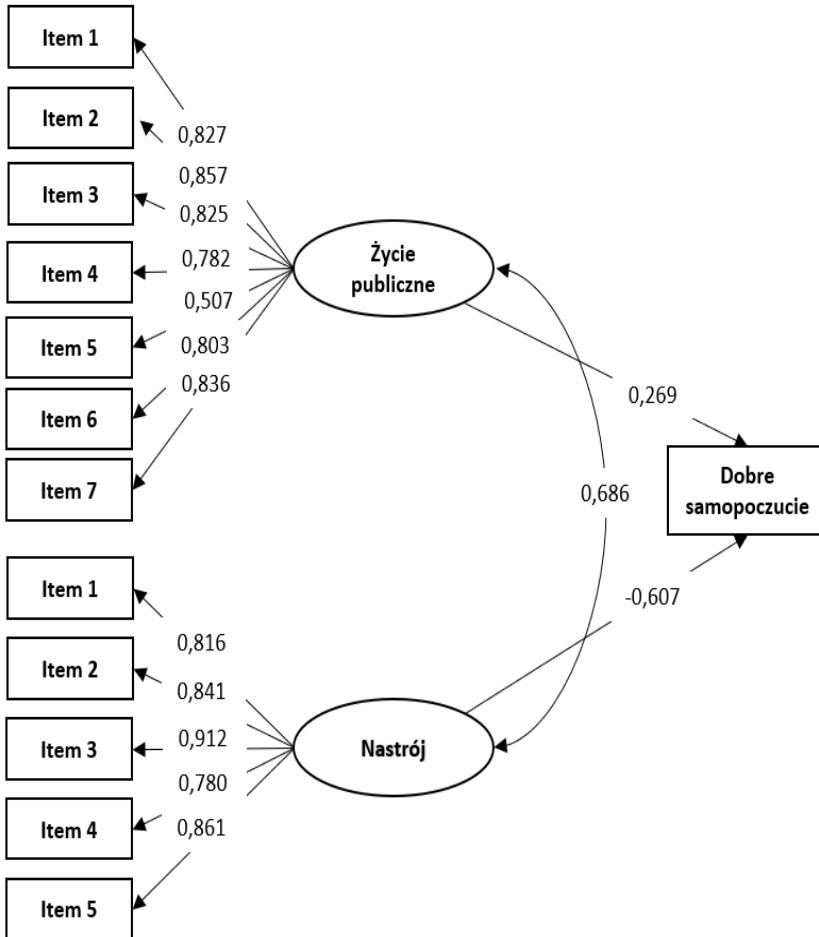 Item 1
Item 2
Item 3
Item 4
Item 5
Item 6
Item 7
0,827
0,857
0,825
0,782
0,507
0,803
0,836
Życie
publiczne
0,269
0,686
Dobre
samopoczucie
-0,607
Item 1
Item 2
Item 3
Item 4
Item 5
0,816
0,841
0,912
0,780
0,861
Nastrój